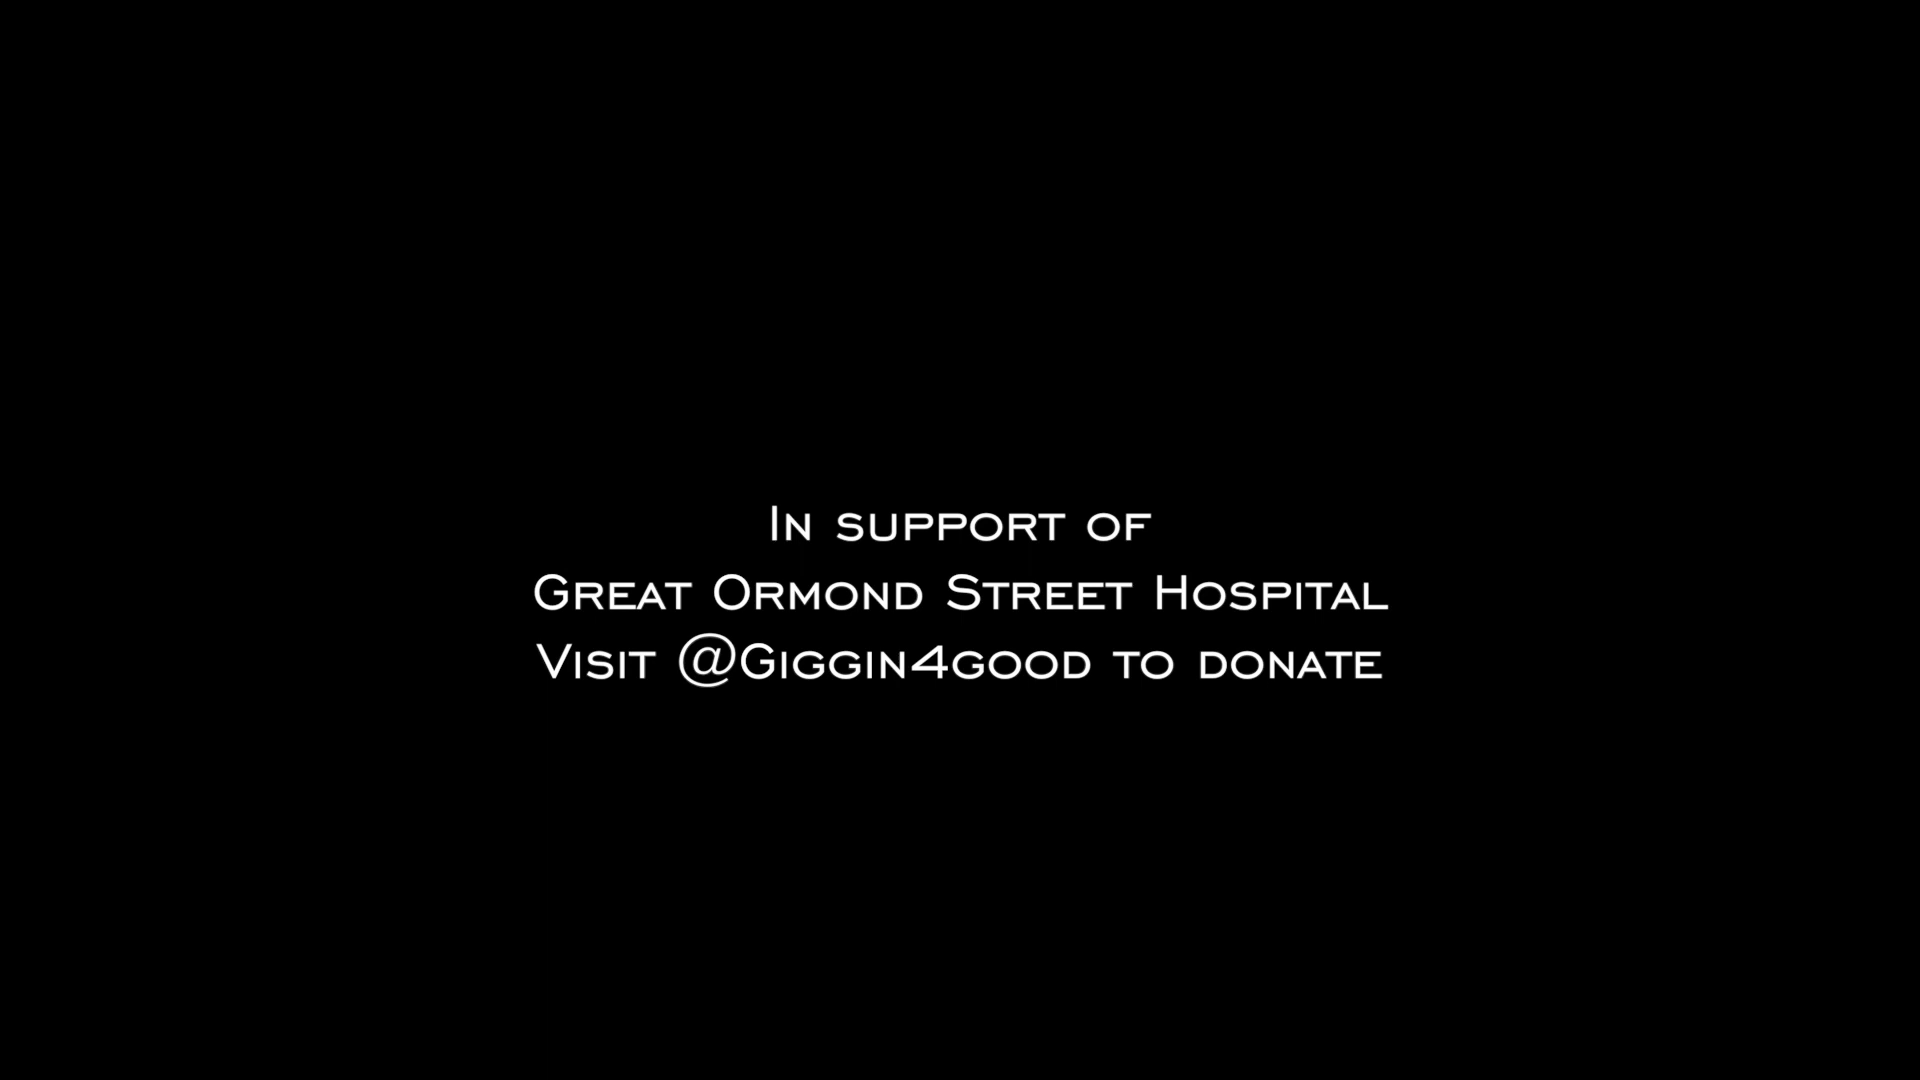 In support of
Great Ormond Street Hospital
Visit @Giggin4good to donate